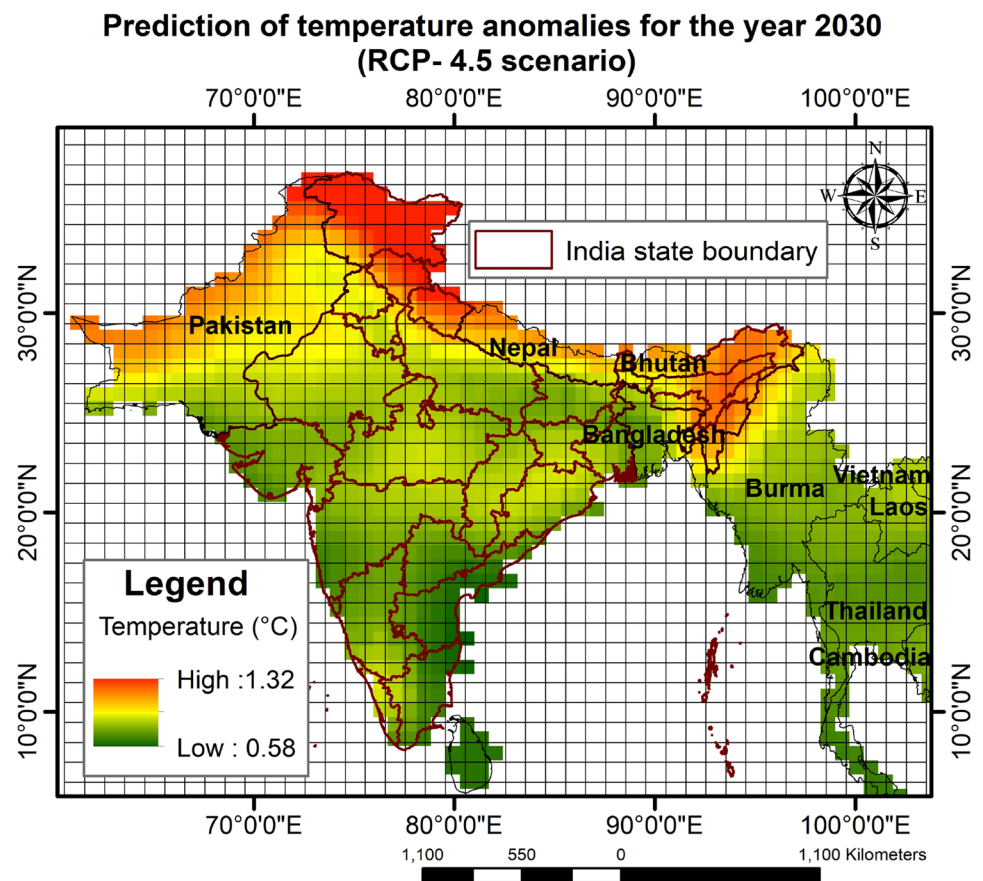 Prediction of temperature anomalies for the year 2030
(RCP- 4.5 scenario)
70°0'0"E 80°0'0"E 90°0'0"E 100°0'0"E
N
W E
S
India state boundary
30°0'0"N 30°0'0"N
Pakistan
Nepal
Bhutan
Bangladesh
Vietnam
Burma
Laos
20°0'0"N 20°0'0"N
Legend
Temperature (°C)
High :1.32
Low : 0.58
Thailand
Cambodia
10°0'0"N 10°0'0"N
70°0'0"E 80°0'0"E 90°0'0"E 100°0'0"E
1,100 550 0 1,100 Kilometers